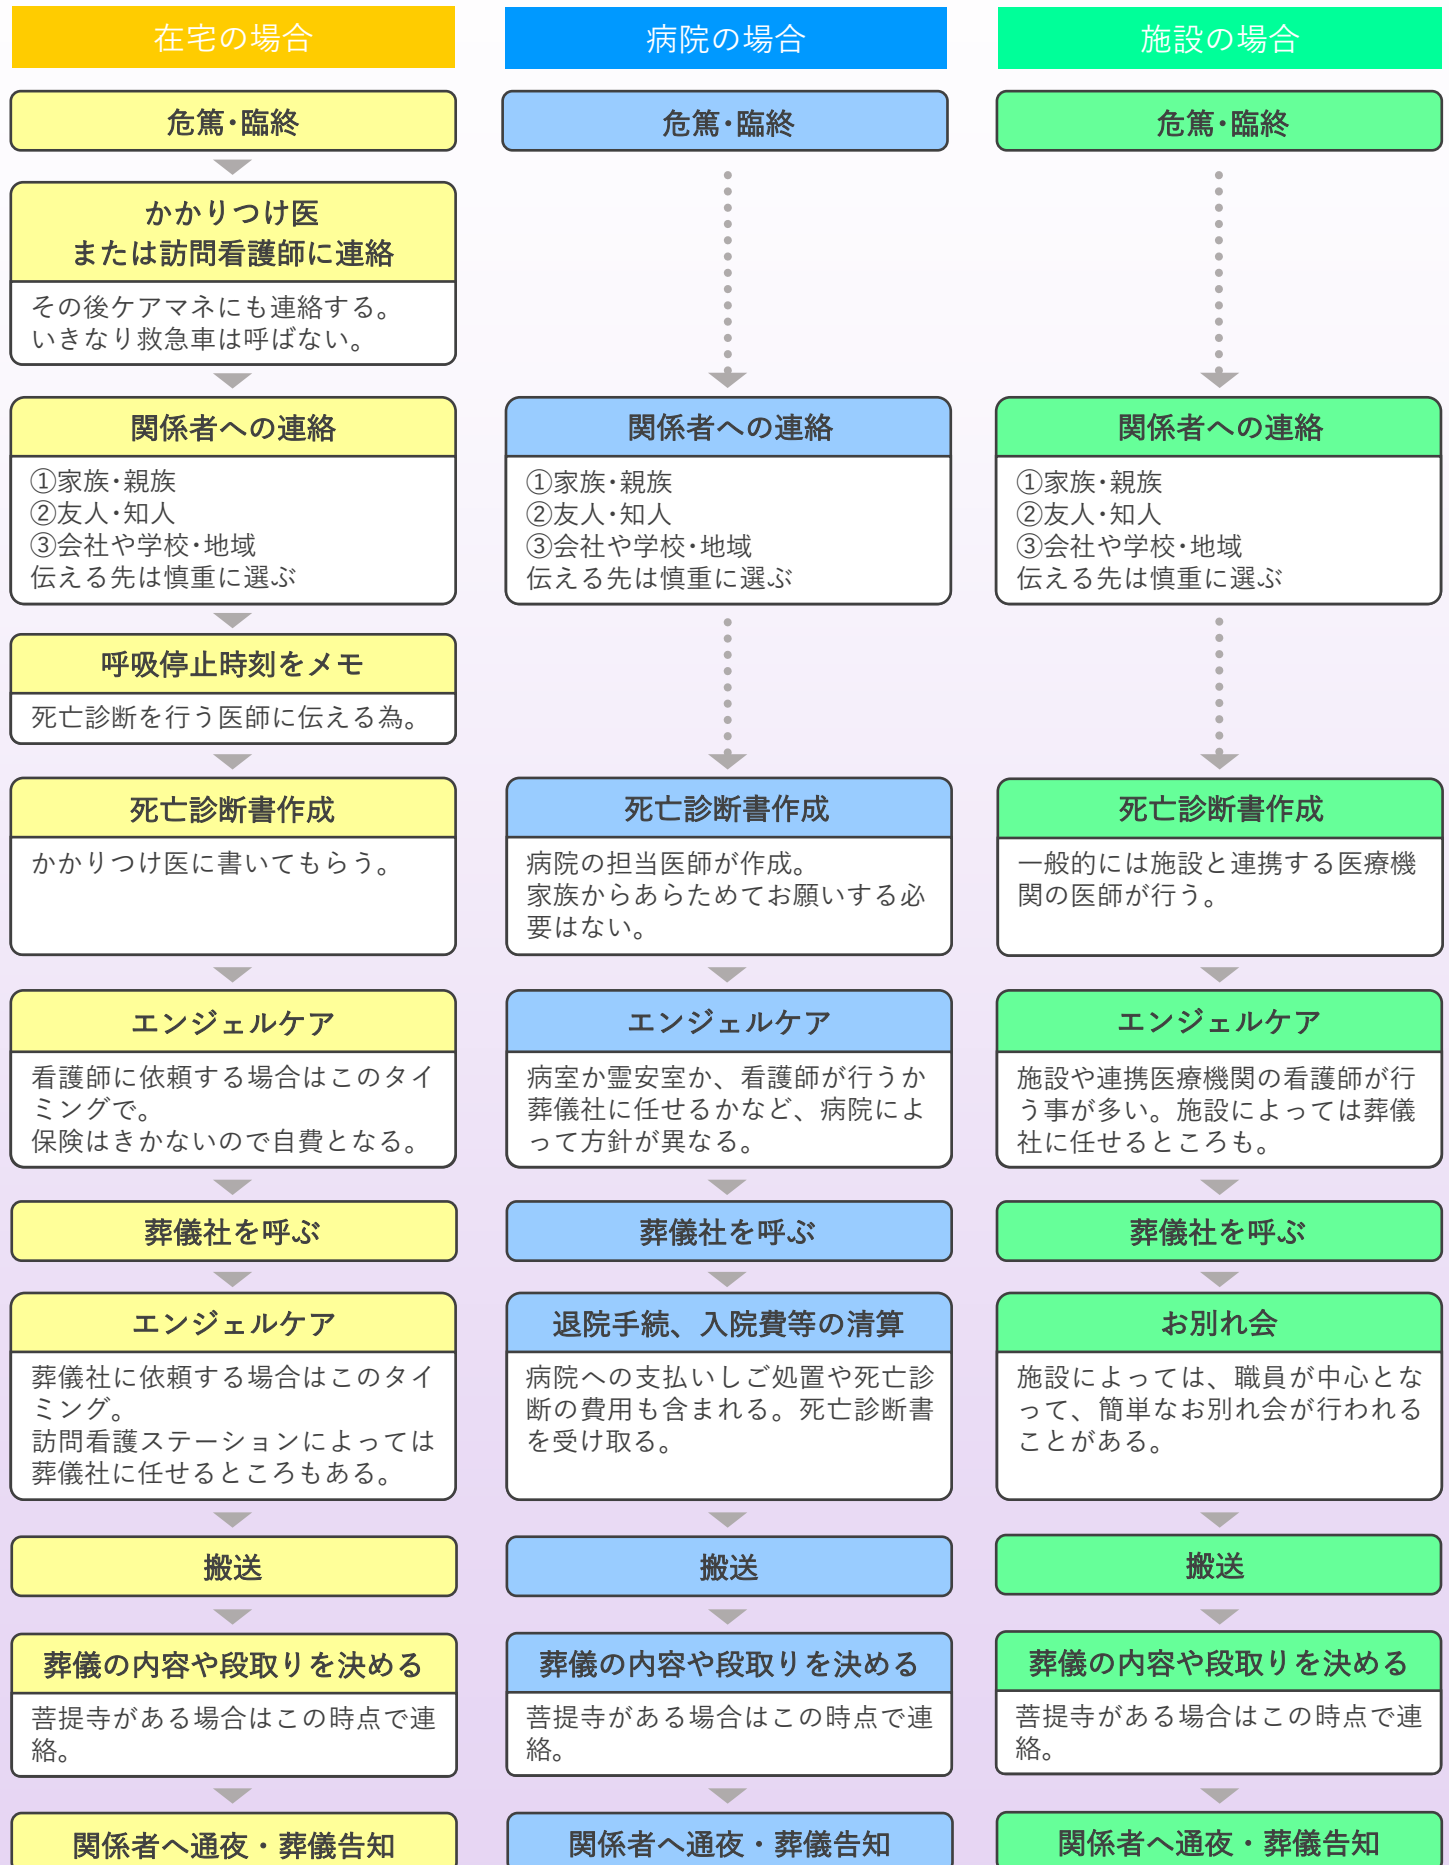 在宅の場合
危篤・臨終
かかりつけ医
または訪問看護師に連絡
その後ケアマネにも連絡する。
いきなり救急車は呼ばない。
関係者への連絡
①家族・親族
②友人・知人
③会社や学校・地域
伝える先は慎重に選ぶ
呼吸停止時刻をメモ
死亡診断を行う医師に伝える為。
死亡診断書作成
かかりつけ医に書いてもらう。
エンジェルケア
看護師に依頼する場合はこのタイ
ミングで。
保険はきかないので自費となる。
葬儀社を呼ぶ
エンジェルケア
葬儀社に依頼する場合はこのタイ
ミング。
訪問看護ステーションによっては
葬儀社に任せるところもある。
搬送
葬儀の内容や段取りを決める
菩提寺がある場合はこの時点で連
絡。
関係者へ通夜・葬儀告知
病院の場合
危篤・臨終
関係者への連絡
①家族・親族
②友人・知人
③会社や学校・地域
伝える先は慎重に選ぶ
死亡診断書作成
病院の担当医師が作成。
家族からあらためてお願いする必
要はない。
エンジェルケア
病室か霊安室か、看護師が行うか
葬儀社に任せるかなど、病院によ
って方針が異なる。
葬儀社を呼ぶ
退院手続、入院費等の清算
病院への支払いしご処置や死亡診
断の費用も含まれる。死亡診断書
を受け取る。
搬送
葬儀の内容や段取りを決める
菩提寺がある場合はこの時点で連
絡。
関係者へ通夜・葬儀告知
施設の場合
危篤・臨終
関係者への連絡
①家族・親族
②友人・知人
③会社や学校・地域
伝える先は慎重に選ぶ
死亡診断書作成
一般的には施設と連携する医療機
関の医師が行う。
エンジェルケア
施設や連携医療機関の看護師が行
う事が多い。施設によっては葬儀
社に任せるところも。
葬儀社を呼ぶ
お別れ会
施設によっては、職員が中心とな
って、簡単なお別れ会が行われる
ことがある。
搬送
葬儀の内容や段取りを決める
菩提寺がある場合はこの時点で連
絡。
関係者へ通夜・葬儀告知